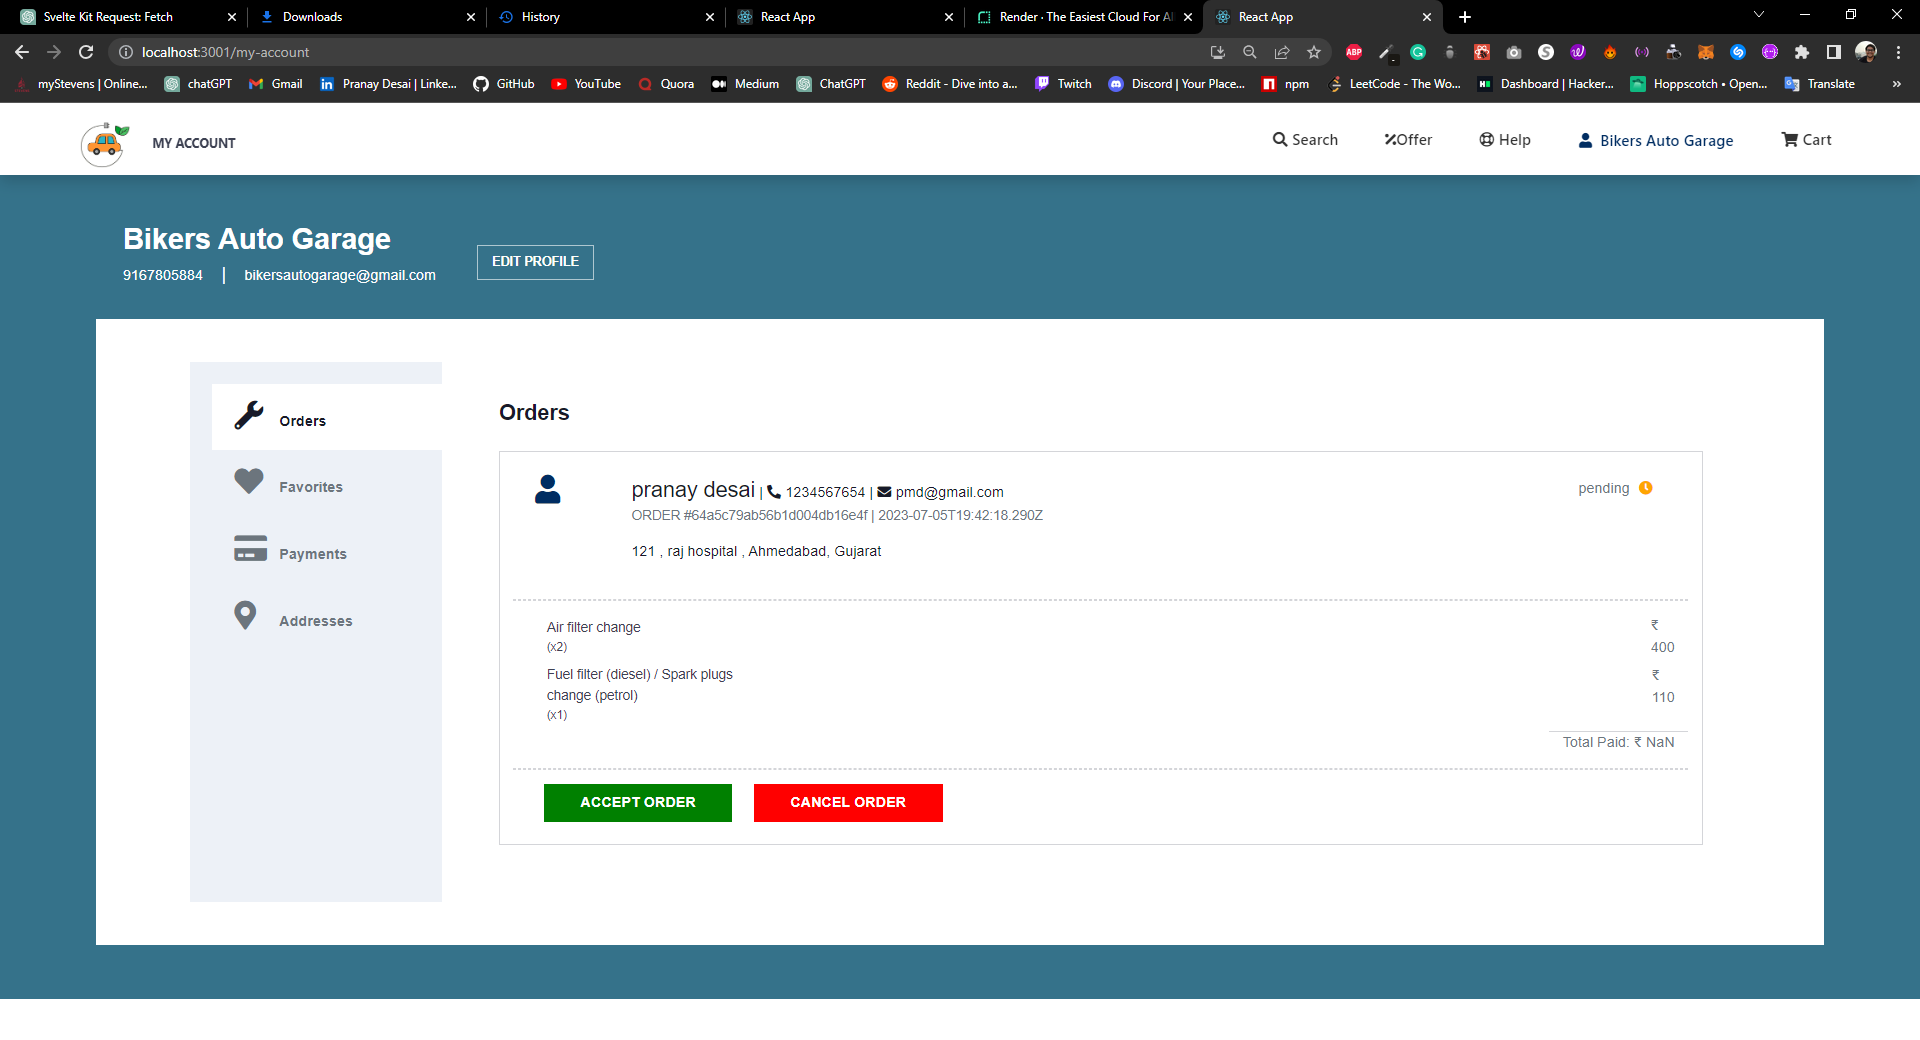 Svelte Kit Request: Fetch
Downloads
History
React App
Render · The Easiest Cloud For Al
React App
localhost:3001/my-account
myStevens | Online...
chatGPT
Gmail
Pranay Desai | Linke...
GitHub
YouTube
Quora
Medium
ChatGPT
Reddit - Dive into a...
Twitch
Discord | Your Place...
npm
LeetCode - The Wo...
Dashboard | Hacker...
Hoppscotch • Open...
Translate
MY ACCOUNT
Search
Offer
Help
Bikers Auto Garage
Cart
Bikers Auto Garage
9167805884 | bikersautogarage@gmail.com
EDIT PROFILE
Orders
Favorites
Payments
Addresses
Orders
pranay desai | 1234567654 | pmd@gmail.com
pending
ORDER #64a5c79ab56b1d004db16e4f | 2023-07-05T19:42:18.290Z
121 , raj hospital , Ahmedabad, Gujarat
Air filter change
(x2)
₹
400
Fuel filter (diesel) / Spark plugs
change (petrol)
(x1)
₹
110
Total Paid: ₹ NaN
ACCEPT ORDER
CANCEL ORDER